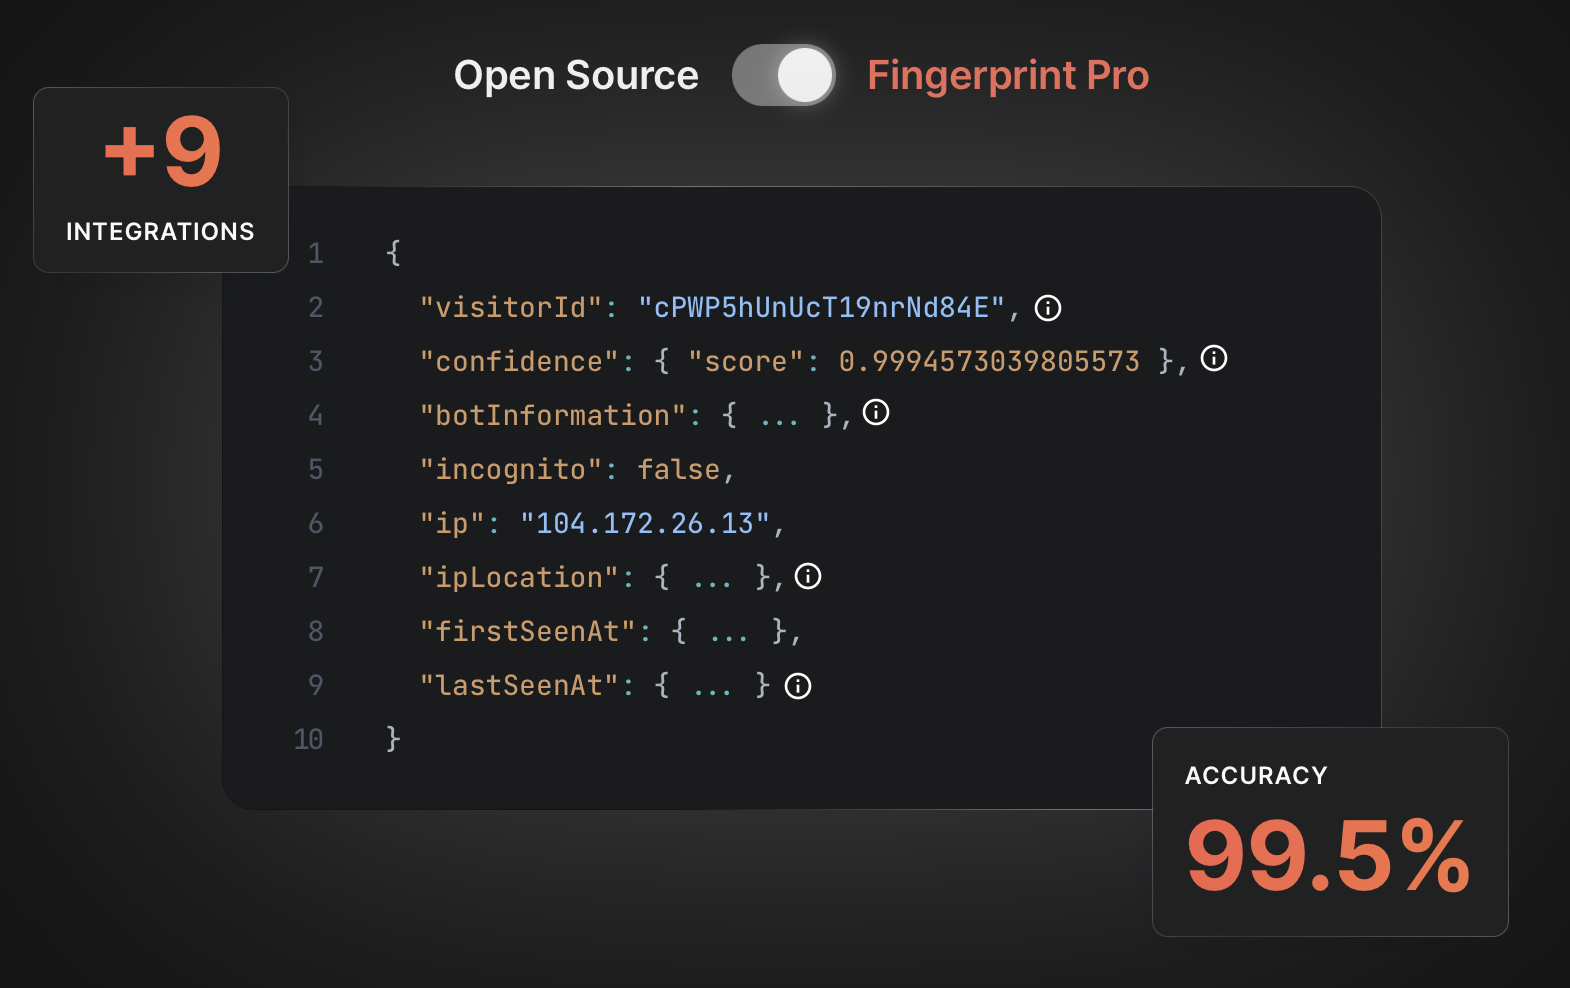 Open Source Fingerprint Pro
+9
INTEGRATIONS
1 {
2 "visitorId": "cPWP5hUnUcT19nrNd84E",
3 "confidence": { "score": 0.9994573039805573 },
4 "botInformation": { ... },
5 "incognito": false,
6 "ip": "104.172.26.13",
7 "ipLocation": { ... },
8 "firstSeenAt": { ... },
9 "lastSeenAt": { ... }
10 }
ACCURACY
99.5%